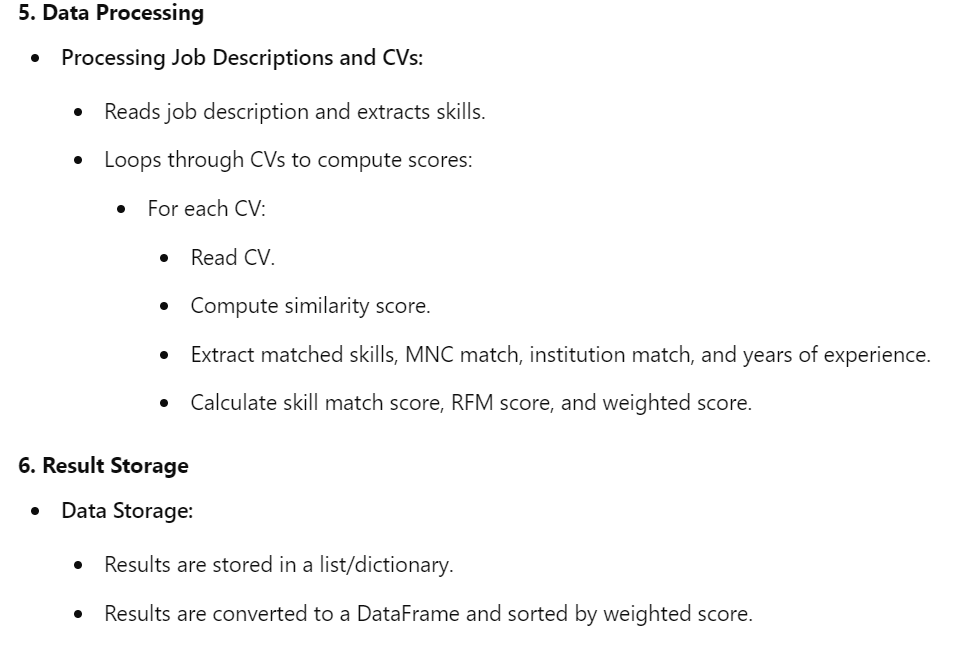 5. Data Processing
• Processing Job Descriptions and CVs:
• Reads job description and extracts skills.
• Loops through CVs to compute scores:
• For each CV:
• Read CV.
• Compute similarity score.
• Extract matched skills, MNC match, institution match, and years of experience.
• Calculate skill match score, RFM score, and weighted score.
6. Result Storage
• Data Storage:
• Results are stored in a list/dictionary.
• Results are converted to a DataFrame and sorted by weighted score.